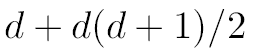 d + d(d + 1)/2